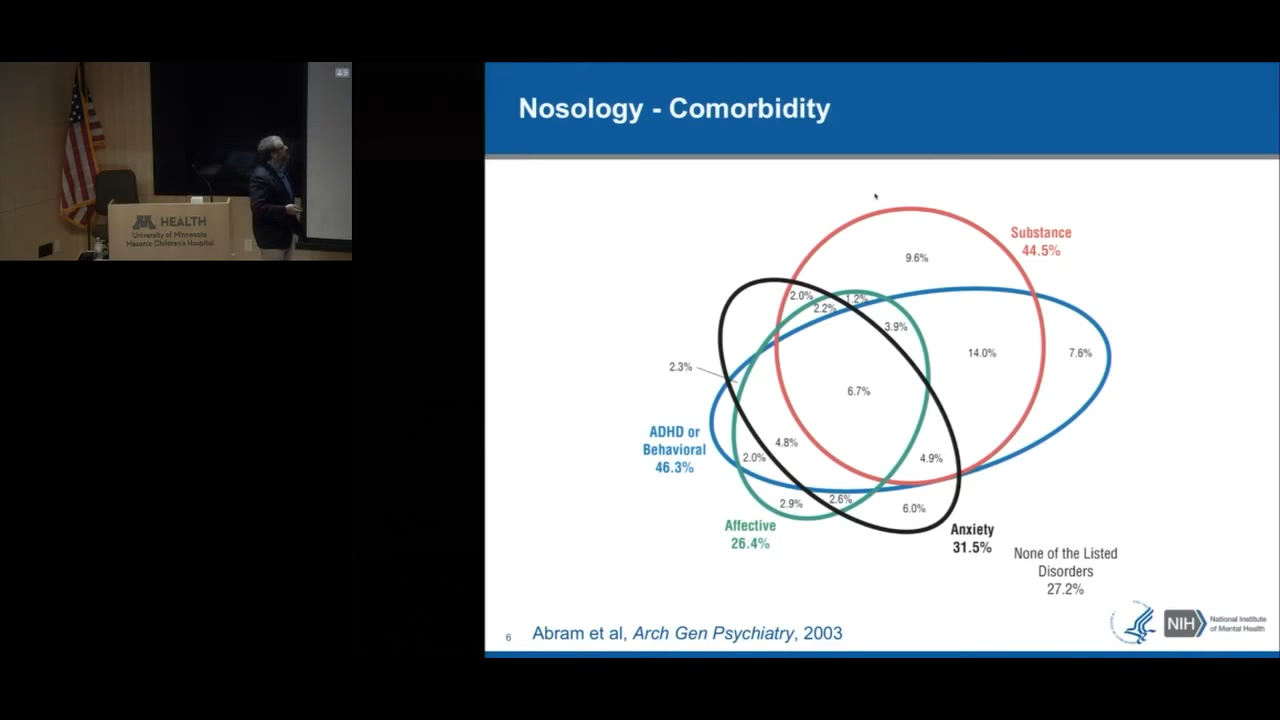 HEALTH
University of Minnesota
Masonic Children's Hospital
Nosology - Comorbidity
Substance
44.5%
9.6%
2.0%
1.2%
2.2%
3.9%
14.0%
7.6%
2.3%
6.7%
ADHD or
Behavioral
46.3%
4.8%
2.0%
4.9%
2.9%
2.6%
6.0%
Affective
26.4%
Anxiety
31.5%
None of the Listed
Disorders
27.2%
6
Abram et al, Arch Gen Psychiatry, 2003
NIH
National Institute
of Mental Health